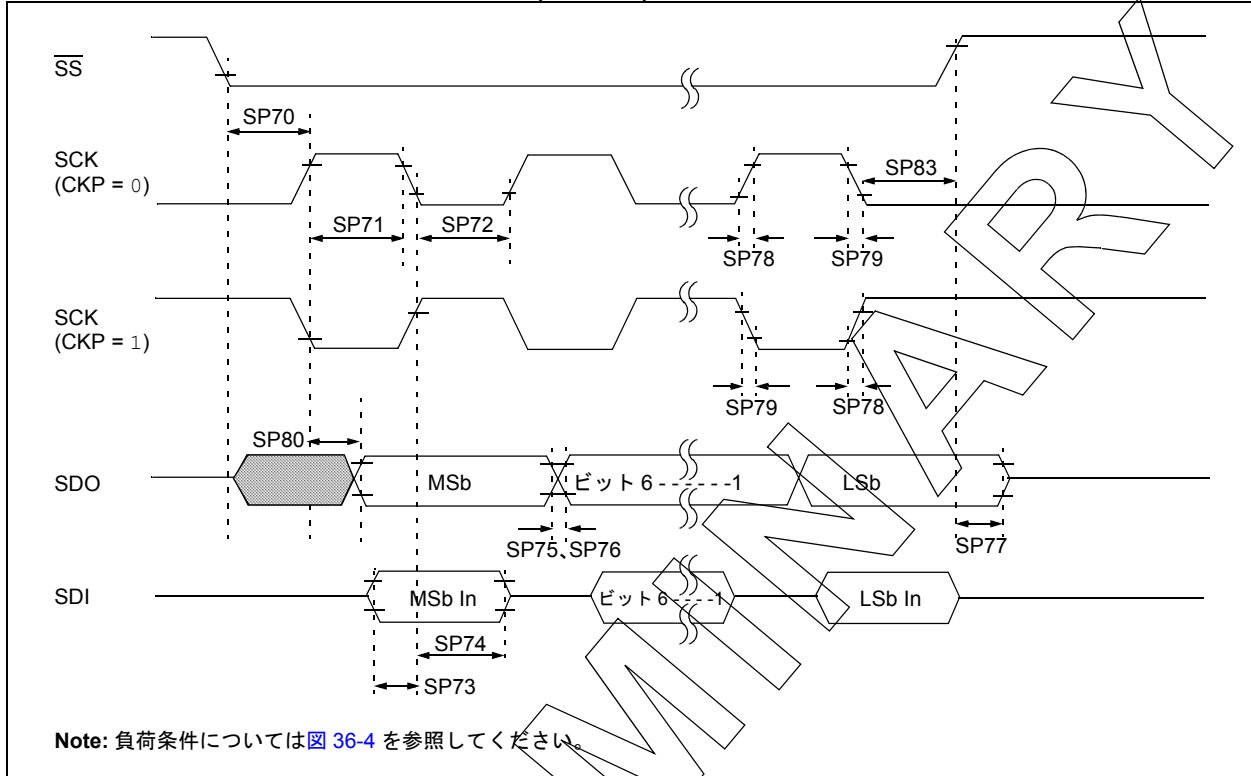 SS
SP70
SCK
(CKP = 0)
SP83
SP71
SP72
SP78
SP79
SCK
(CKP = 1)
SP79
SP78
SP80
SDO
MSb
ビット 6 - - - - - -1
LSb
SP75、SP76
SP77
SDI
MSb In
ビット 6 - - - -1
LSb In
SP74
SP73
Note: 負荷条件については図 36-4 を参照してください。
MINARY